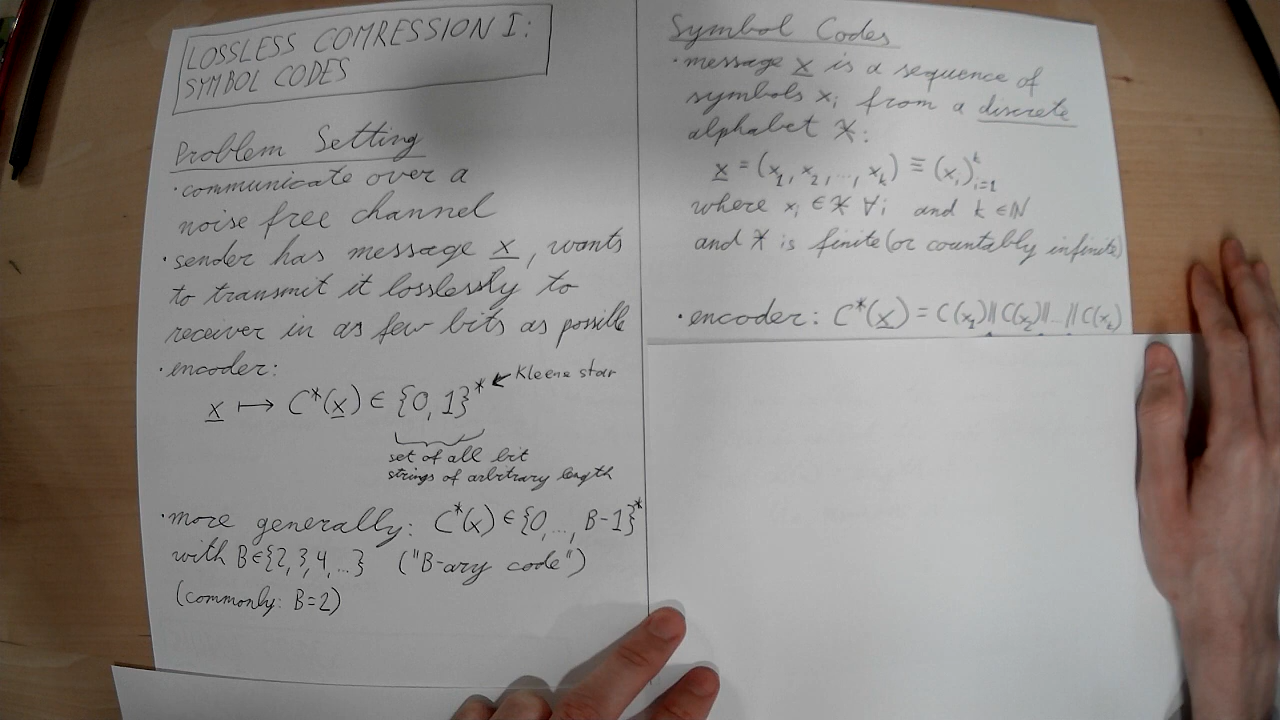 LOSSLESS COMRESSION I:
SYMBOL CODES
Problem Setting
• communicate over a
noise free channel
• sender has message x, wants
to transmit it losslessly to
receiver in as few bits as possible
• encoder:
x ↦ C*(x) ∈ {0, 1}* ← Kleene star
set of all bit
strings of arbitrary length
• more generally: C*(x) ∈ {0, ..., B-1}*
with B∈{2, 3, 4, ...} ("B-ary code")
(commonly: B=2)
Symbol Codes
• message x is a sequence of
symbols xᵢ from a discrete
alphabet 𝒳:
x = (x₁, x₂, ..., xₖ) ≡ (xᵢ)ᵏᵢ₌₁
where xᵢ ∈ 𝒳 ∀i and k ∈ ℕ
and 𝒳 is finite (or countably infinite)
• encoder: C*(x) = C(x₁)||C(x₂)||...||C(xₖ)